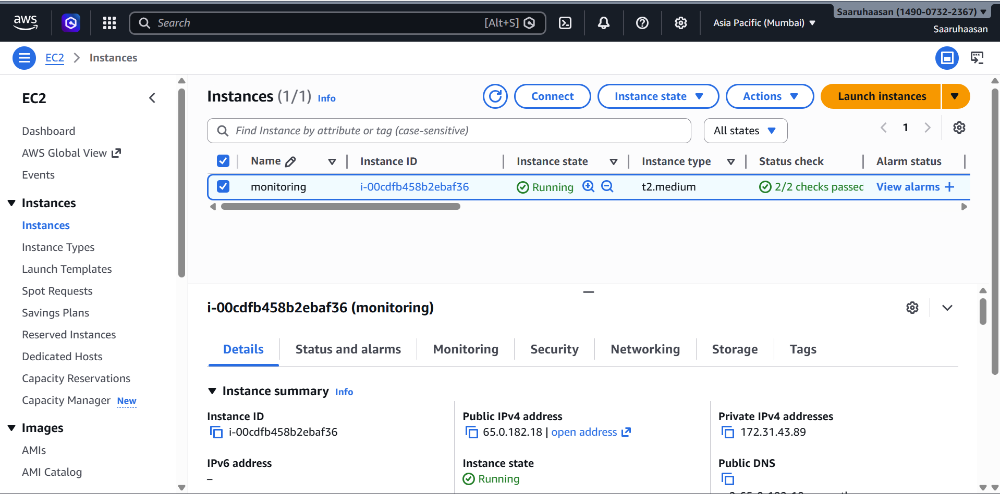 aws
Search
[Alt+S]
Asia Pacific (Mumbai)
Saaruhaasan (1490-0732-2367)
Saaruhaasan
EC2
Instances
EC2
Dashboard
AWS Global View
Events
Instances
Instances
Instance Types
Launch Templates
Spot Requests
Savings Plans
Reserved Instances
Dedicated Hosts
Capacity Reservations
Capacity Manager New
Images
AMIs
AMI Catalog
Instances (1/1) Info
Connect
Instance state
Actions
Launch instances
Find Instance by attribute or tag (case-sensitive)
All states
1
Name Instance ID Instance state Instance type Status check Alarm status
monitoring i-00cdfb458b2ebaf36 Running t2.medium 2/2 checks passed View alarms +
i-00cdfb458b2ebaf36 (monitoring)
Details Status and alarms Monitoring Security Networking Storage Tags
Instance summary Info
Instance ID
i-00cdfb458b2ebaf36
Public IPv4 address
65.0.182.18 | open address
Private IPv4 addresses
172.31.43.89
IPv6 address
–
Instance state
Running
Public DNS